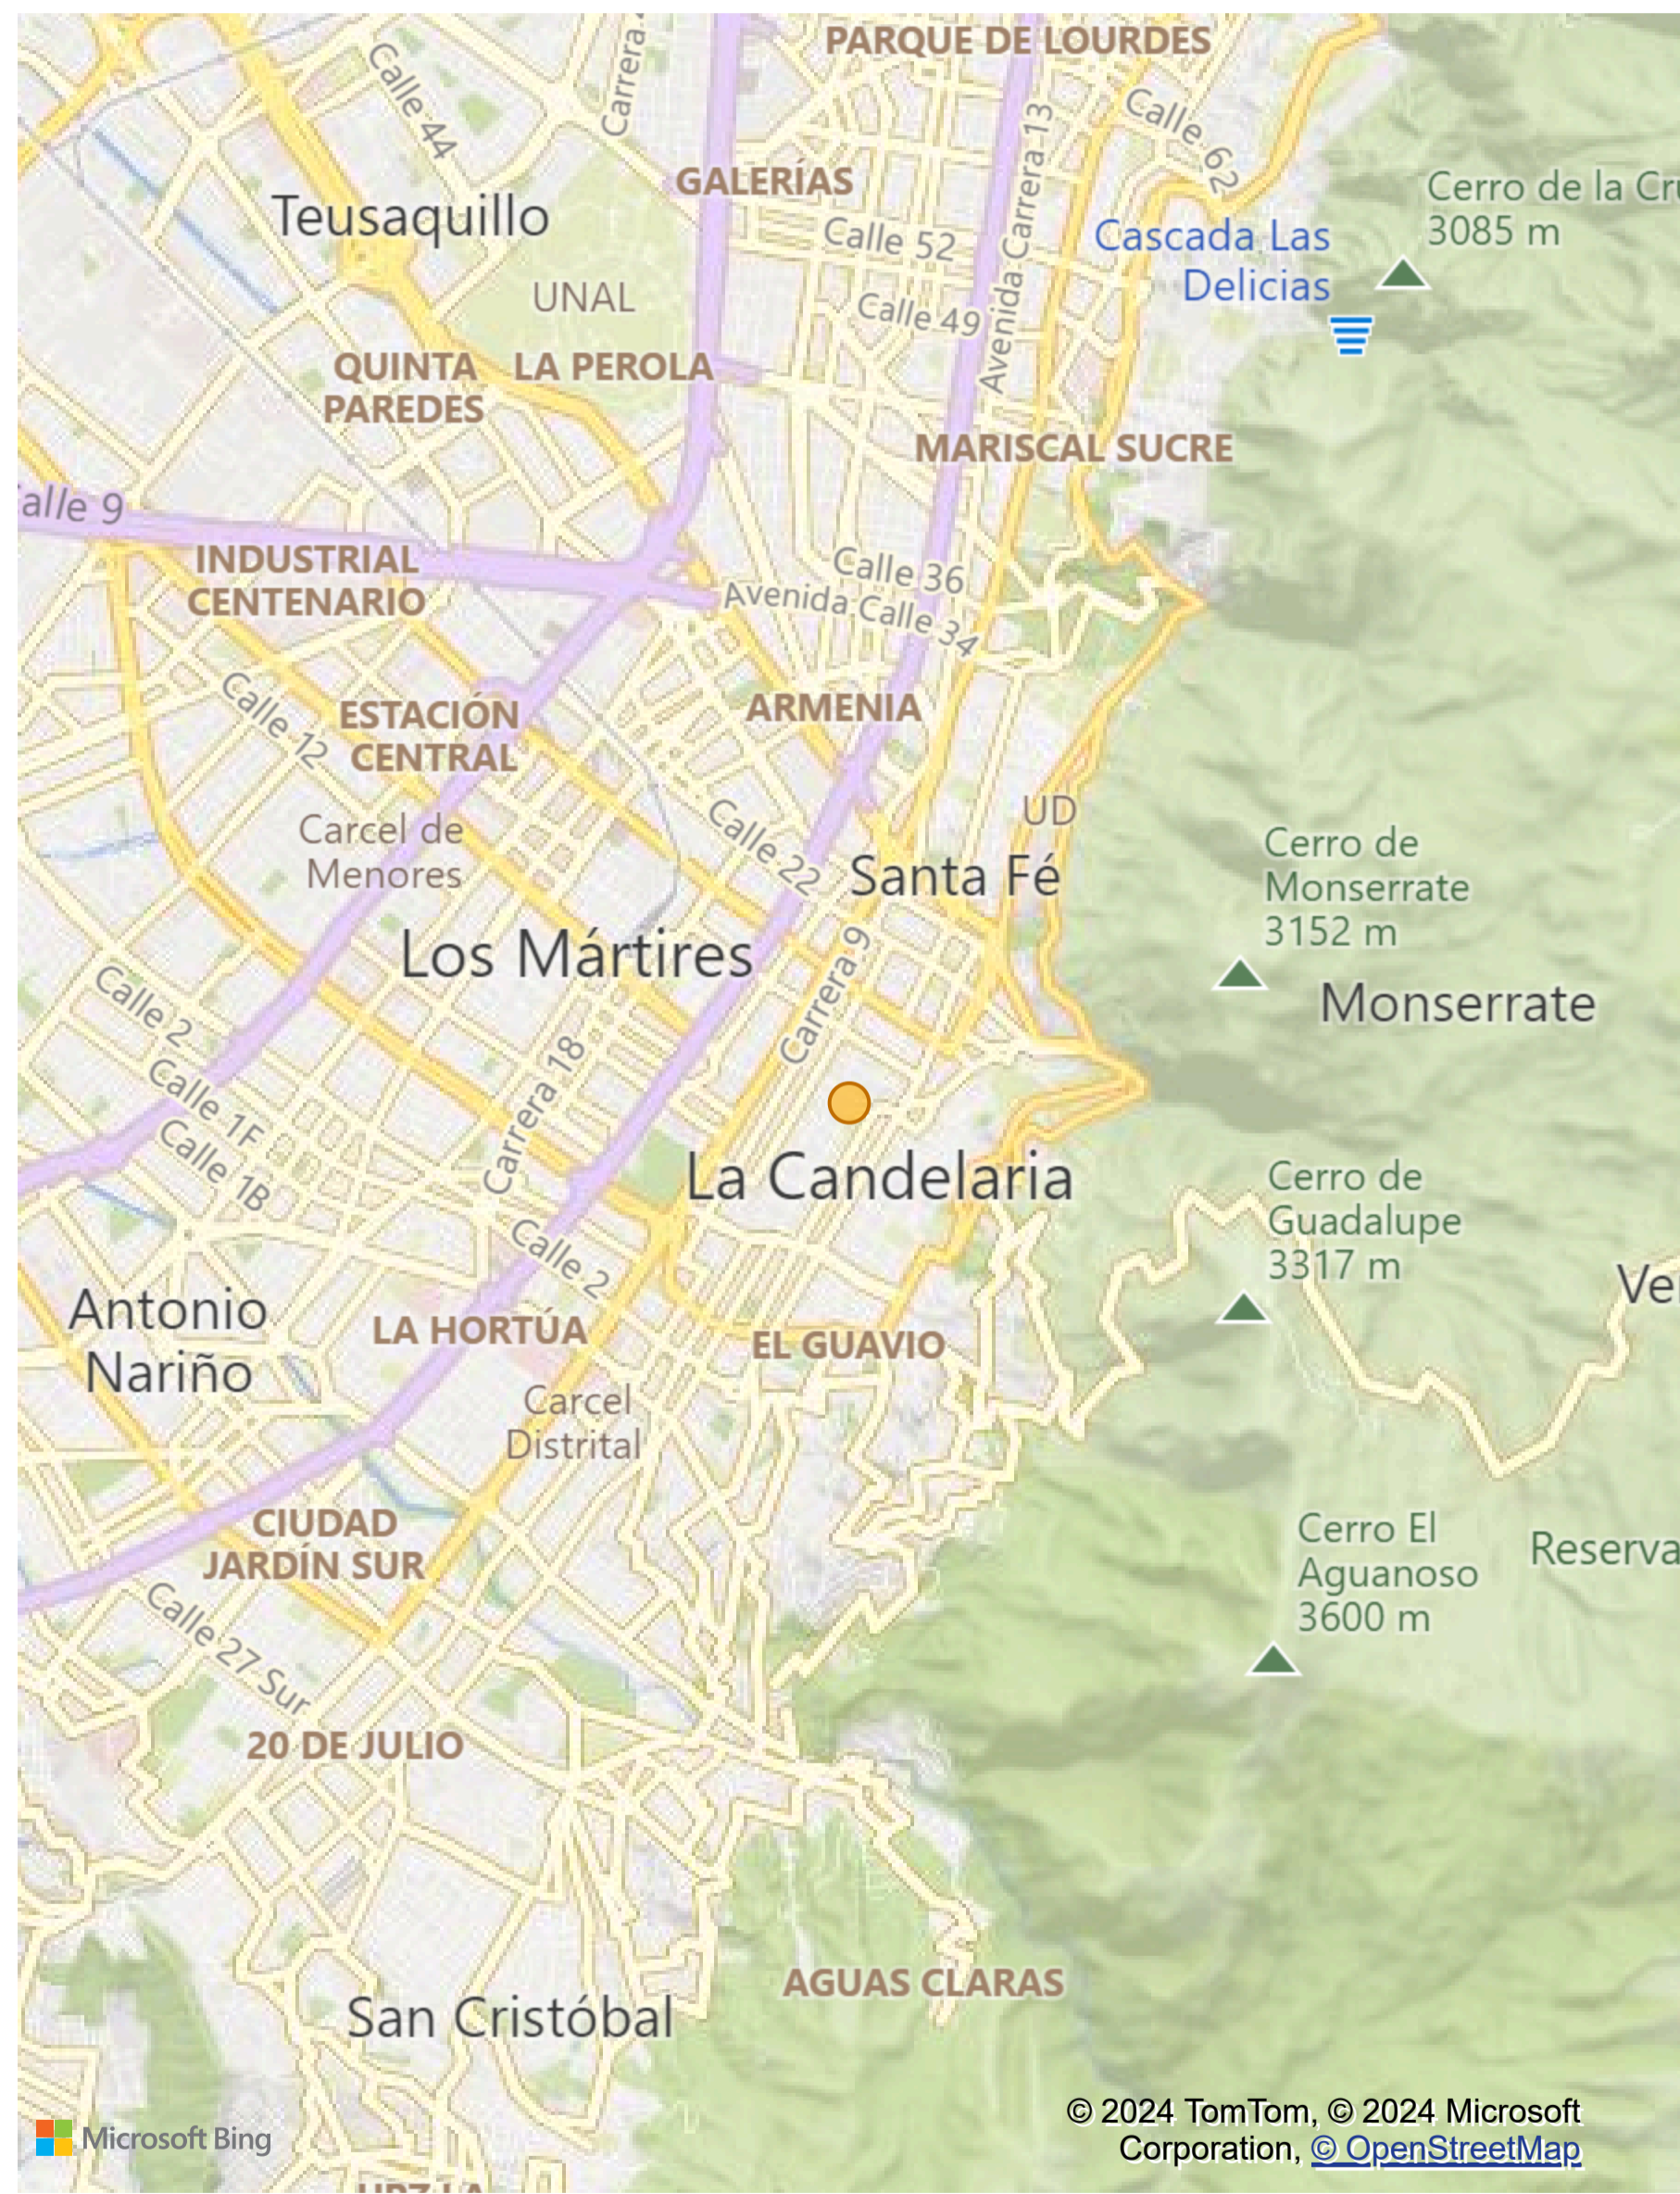 PARQUE DE LOURDES
Calle 44
Carrera
Calle 62
GALERÍAS
Avenida Carrera 13
Cerro de la Cru
3085 m
Teusaquillo
Calle 52
Cascada Las
Delicias
UNAL
Calle 49
QUINTA
PAREDES
LA PEROLA
MARISCAL SUCRE
alle 9
INDUSTRIAL
CENTENARIO
Calle 36
Avenida Calle 34
Calle 12
ESTACIÓN
CENTRAL
ARMENIA
Carcel de
Menores
Calle 22
UD
Santa Fé
Cerro de
Monserrate
3152 m
Los Mártires
Carrera 9
Monserrate
Calle 2
Calle 1F
Calle 1B
Carrera 18
La Candelaria
Cerro de
Guadalupe
3317 m
Calle 2
Ve
Antonio
Nariño
LA HORTÚA
EL GUAVIO
Carcel
Distrital
CIUDAD
JARDÍN SUR
Cerro El
Aguanoso
3600 m
Reserva
Calle 27 Sur
20 DE JULIO
AGUAS CLARAS
San Cristóbal
© 2024 TomTom, © 2024 Microsoft
Corporation, © OpenStreetMap
Microsoft Bing